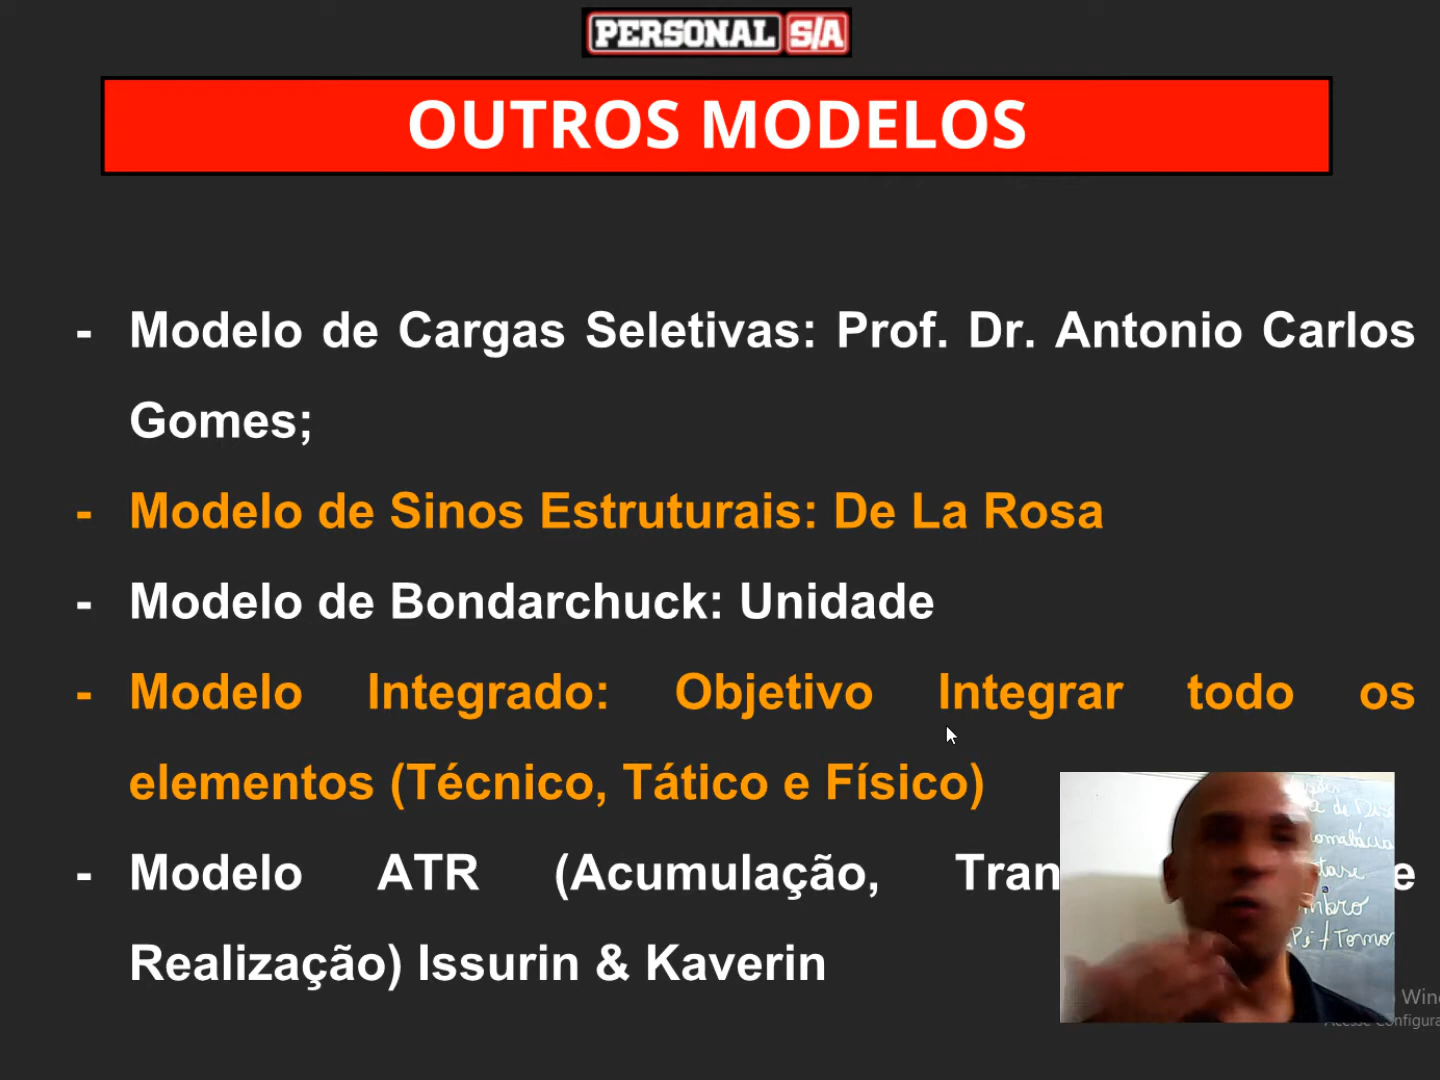 PERSONAL S/A
OUTROS MODELOS
- Modelo de Cargas Seletivas: Prof. Dr. Antonio Carlos
Gomes;
- Modelo de Sinos Estruturais: De La Rosa
- Modelo de Bondarchuck: Unidade
- Modelo Integrado: Objetivo Integrar todo os
elementos (Técnico, Tático e Físico)
- Modelo ATR (Acumulação, Tran e
Realização) Issurin & Kaverin